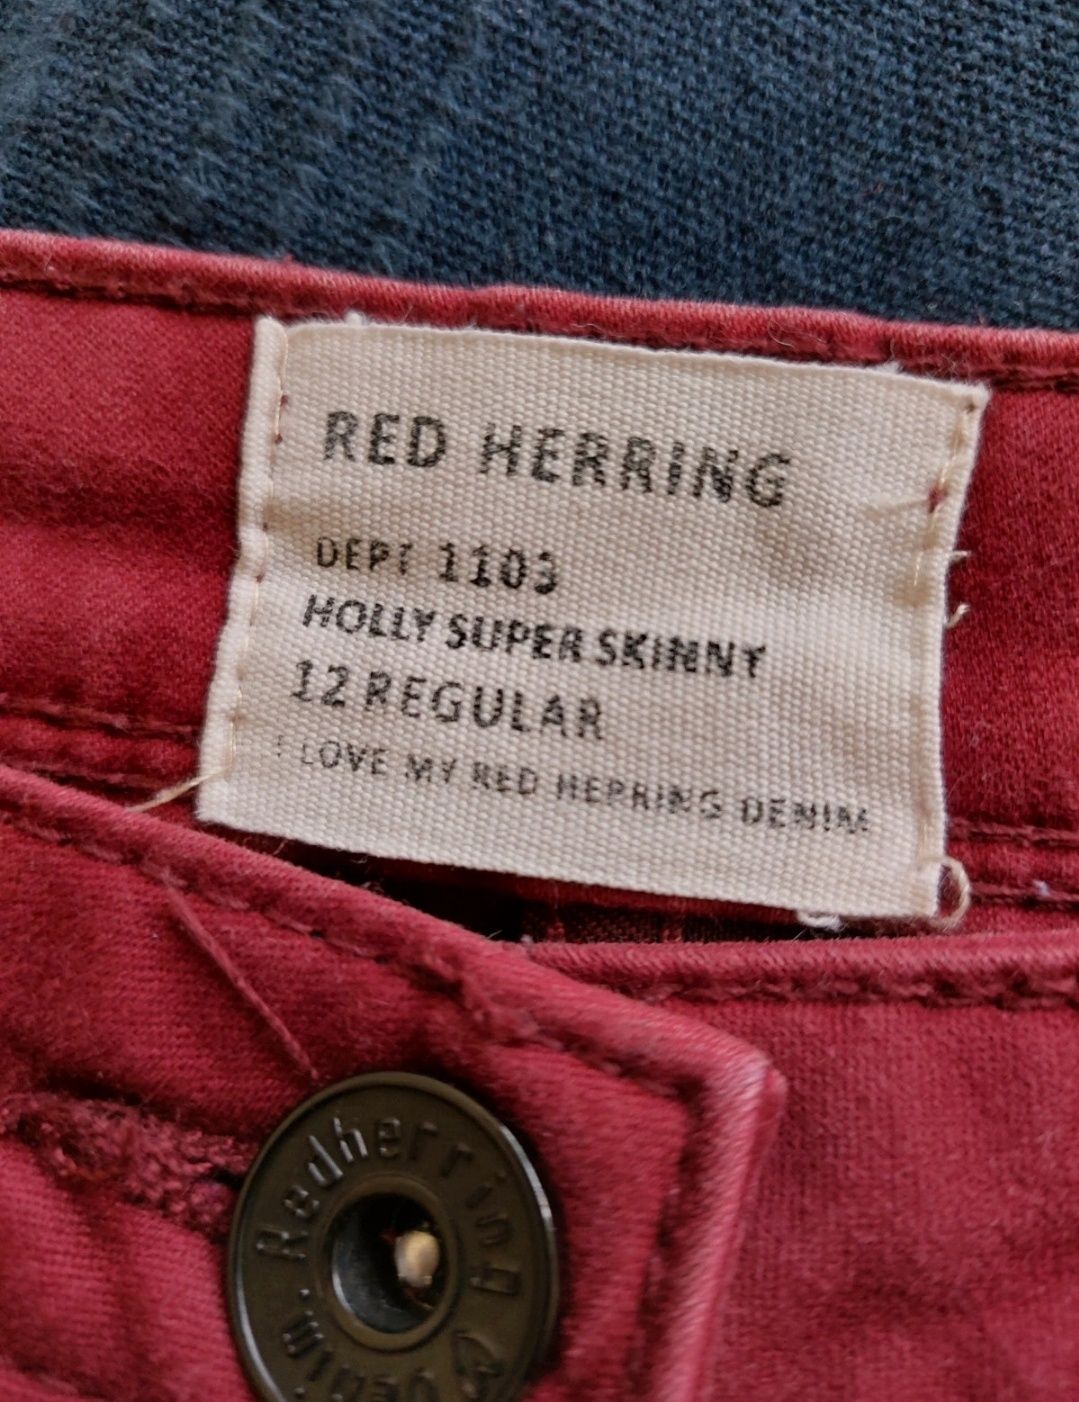 RED HERRING
DEPT 1103
HOLLY SUPER SKINNY
12 REGULAR
I LOVE MY RED HERRING DENIM
Redherring
Denim